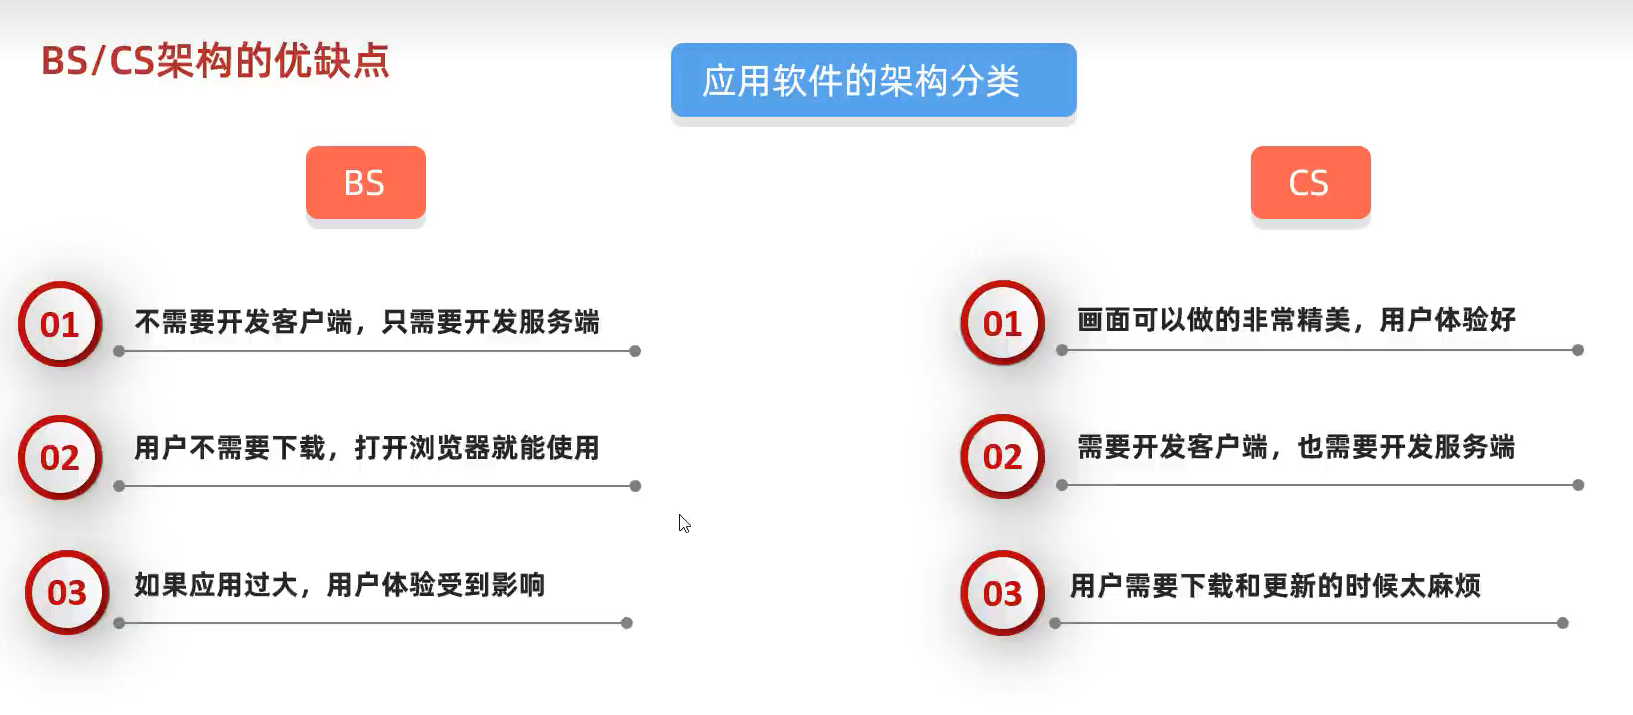 BS/CS架构的优缺点
应用软件的架构分类
BS
01
不需要开发客户端，只需要开发服务端
02
用户不需要下载，打开浏览器就能使用
03
如果应用过大，用户体验受到影响
CS
01
画面可以做的非常精美，用户体验好
02
需要开发客户端，也需要开发服务端
03
用户需要下载和更新的时候太麻烦